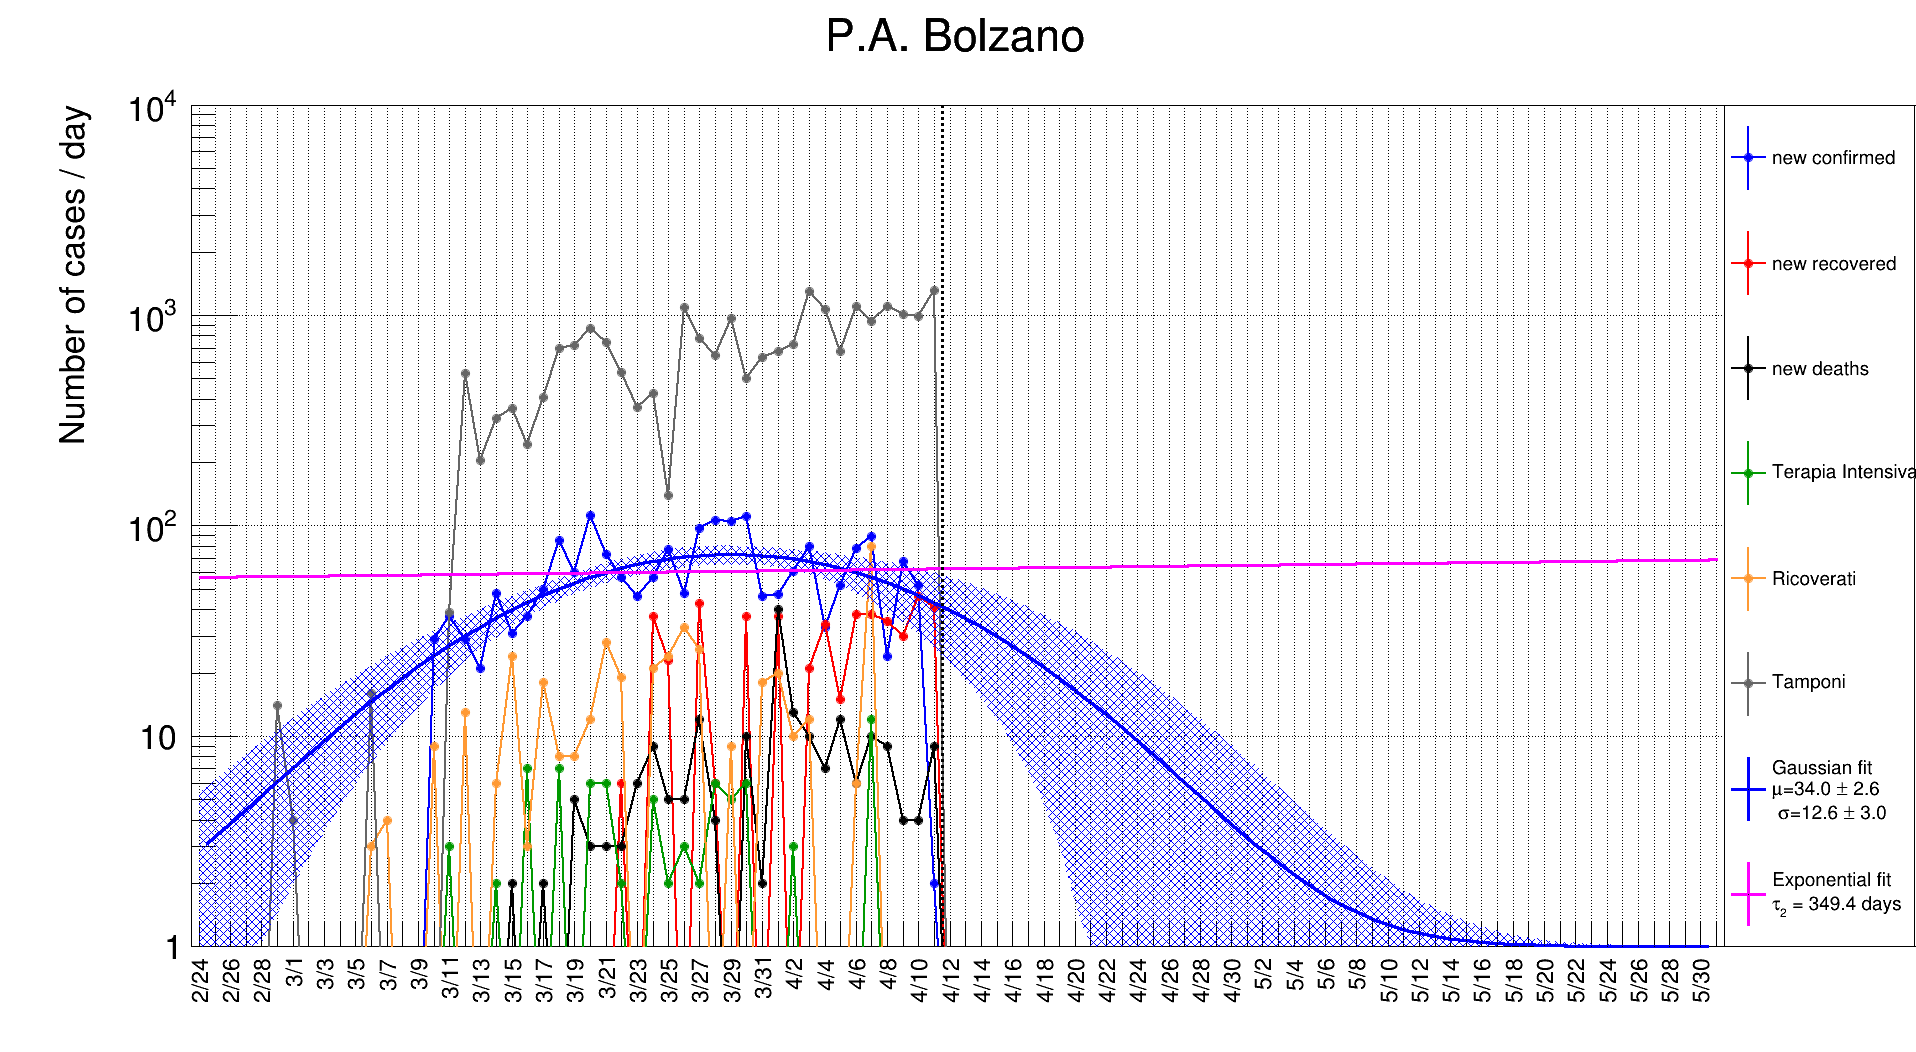 P.A. Bolzano
Number of cases / day
10^4
10^3
10^2
10
1
2/24 2/26 2/28 3/1 3/3 3/5 3/7 3/9 3/11 3/13 3/15 3/17 3/19 3/21 3/23 3/25 3/27 3/29 3/31 4/2 4/4 4/6 4/8 4/10 4/12 4/14 4/16 4/18 4/20 4/22 4/24 4/26 4/28 4/30 5/2 5/4 5/6 5/8 5/10 5/12 5/14 5/16 5/18 5/20 5/22 5/24 5/26 5/28 5/30
new confirmed
new recovered
new deaths
Terapia Intensiva
Ricoverati
Tamponi
Gaussian fit
μ=34.0 ± 2.6
σ=12.6 ± 3.0
Exponential fit
τ₂ = 349.4 days